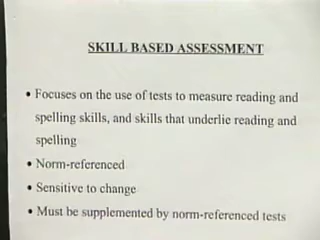 SKILL BASED ASSESSMENT
• Focuses on the use of tests to measure reading and
spelling skills, and skills that underlie reading and
spelling
• Norm-referenced
• Sensitive to change
• Must be supplemented by norm-referenced tests